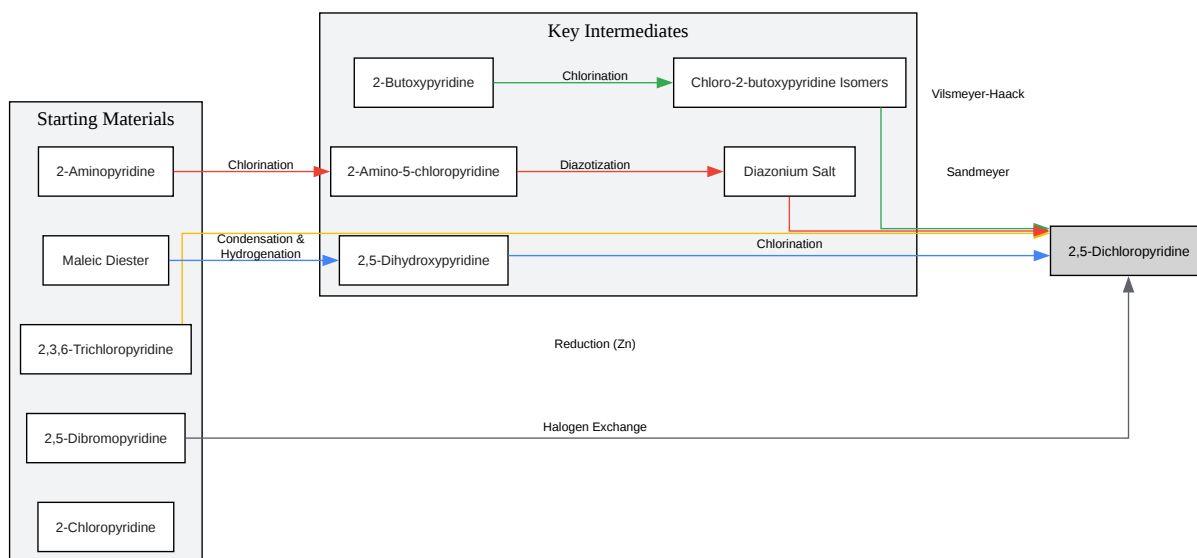 Key Intermediates
2-Butoxypyridine
Chlorination
Chloro-2-butoxypyridine Isomers
Vilsmeyer-Haack
Starting Materials
2-Aminopyridine
Chlorination
2-Amino-5-chloropyridine
Diazotization
Diazonium Salt
Sandmeyer
Maleic Diester
Condensation &
Hydrogenation
2,5-Dihydroxypyridine
Chlorination
2,5-Dichloropyridine
2,3,6-Trichloropyridine
Reduction (Zn)
2,5-Dibromopyridine
Halogen Exchange
2-Chloropyridine